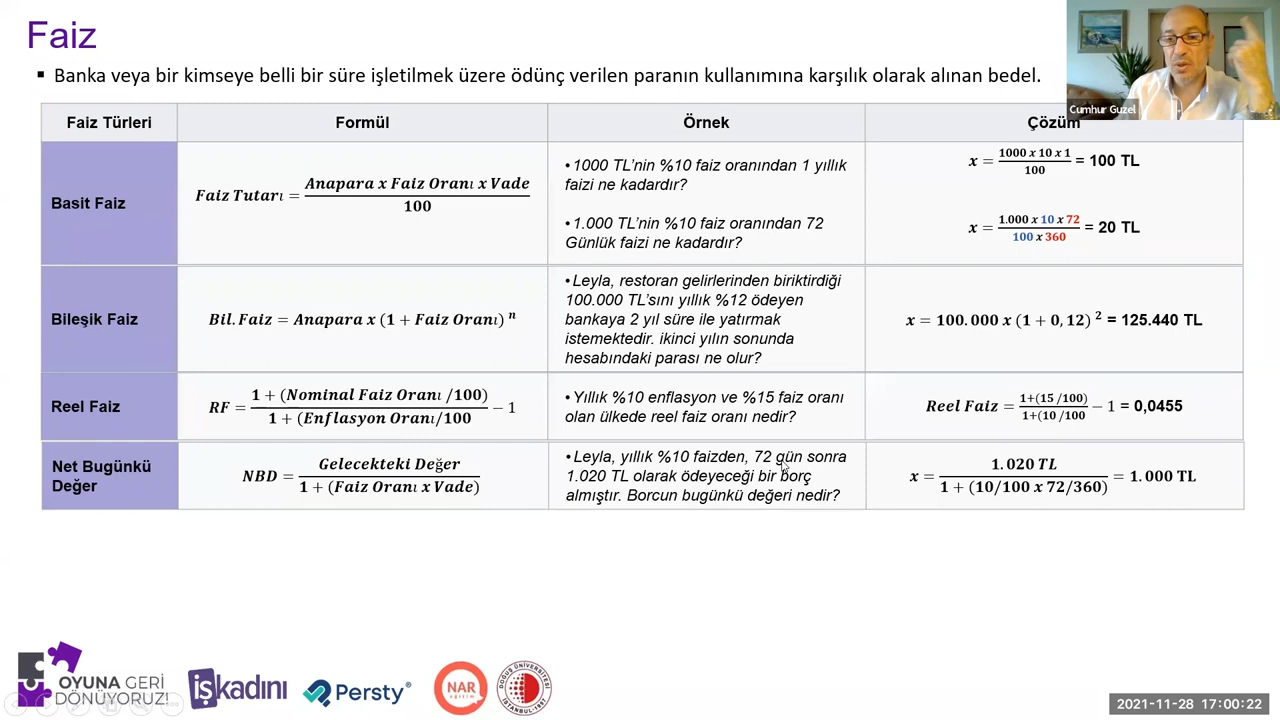 Faiz
▪ Banka veya bir kimseye belli bir süre işletilmek üzere ödünç verilen paranın kullanımına karşılık olarak alınan bedel.
Cumhur Guzel
Faiz Türleri Formül Örnek Çözüm
Basit Faiz
Faiz Tutarı = Anapara x Faiz Oranı x Vade / 100
•1000 TL'nin %10 faiz oranından 1 yıllık
faizi ne kadardır?
•1.000 TL'nin %10 faiz oranından 72
Günlük faizi ne kadardır?
x = 1000 x 10 x 1 / 100 = 100 TL
x = 1.000 x 10 x 72 / 100 x 360 = 20 TL
Bileşik Faiz
Bil. Faiz = Anapara x (1 + Faiz Oranı) ⁿ
•Leyla, restoran gelirlerinden biriktirdiği
100.000 TL'sını yıllık %12 ödeyen
bankaya 2 yıl süre ile yatırmak
istemektedir. ikinci yılın sonunda
hesabındaki parası ne olur?
x = 100.000 x (1 + 0,12) ² = 125.440 TL
Reel Faiz
RF = 1 + (Nominal Faiz Oranı /100) / 1 + (Enflasyon Oranı/100 − 1
•Yıllık %10 enflasyon ve %15 faiz oranı
olan ülkede reel faiz oranı nedir?
Reel Faiz = 1+(15 /100) / 1+(10 /100 − 1 = 0,0455
Net Bugünkü
Değer
NBD = Gelecekteki Değer / 1 + (Faiz Oranı x Vade)
•Leyla, yıllık %10 faizden, 72 gün sonra
1.020 TL olarak ödeyeceği bir borç
almıştır. Borcun bugünkü değeri nedir?
x = 1.020 TL / 1 + (10/100 x 72/360) = 1.000 TL
OYUNA GERİ
DÖNÜYORUZ!
işkadını
Persty®
NAR
eğitim
DOĞUŞ ÜNİVERSİTESİ
İSTANBUL-1997
2021-11-28 17:00:22